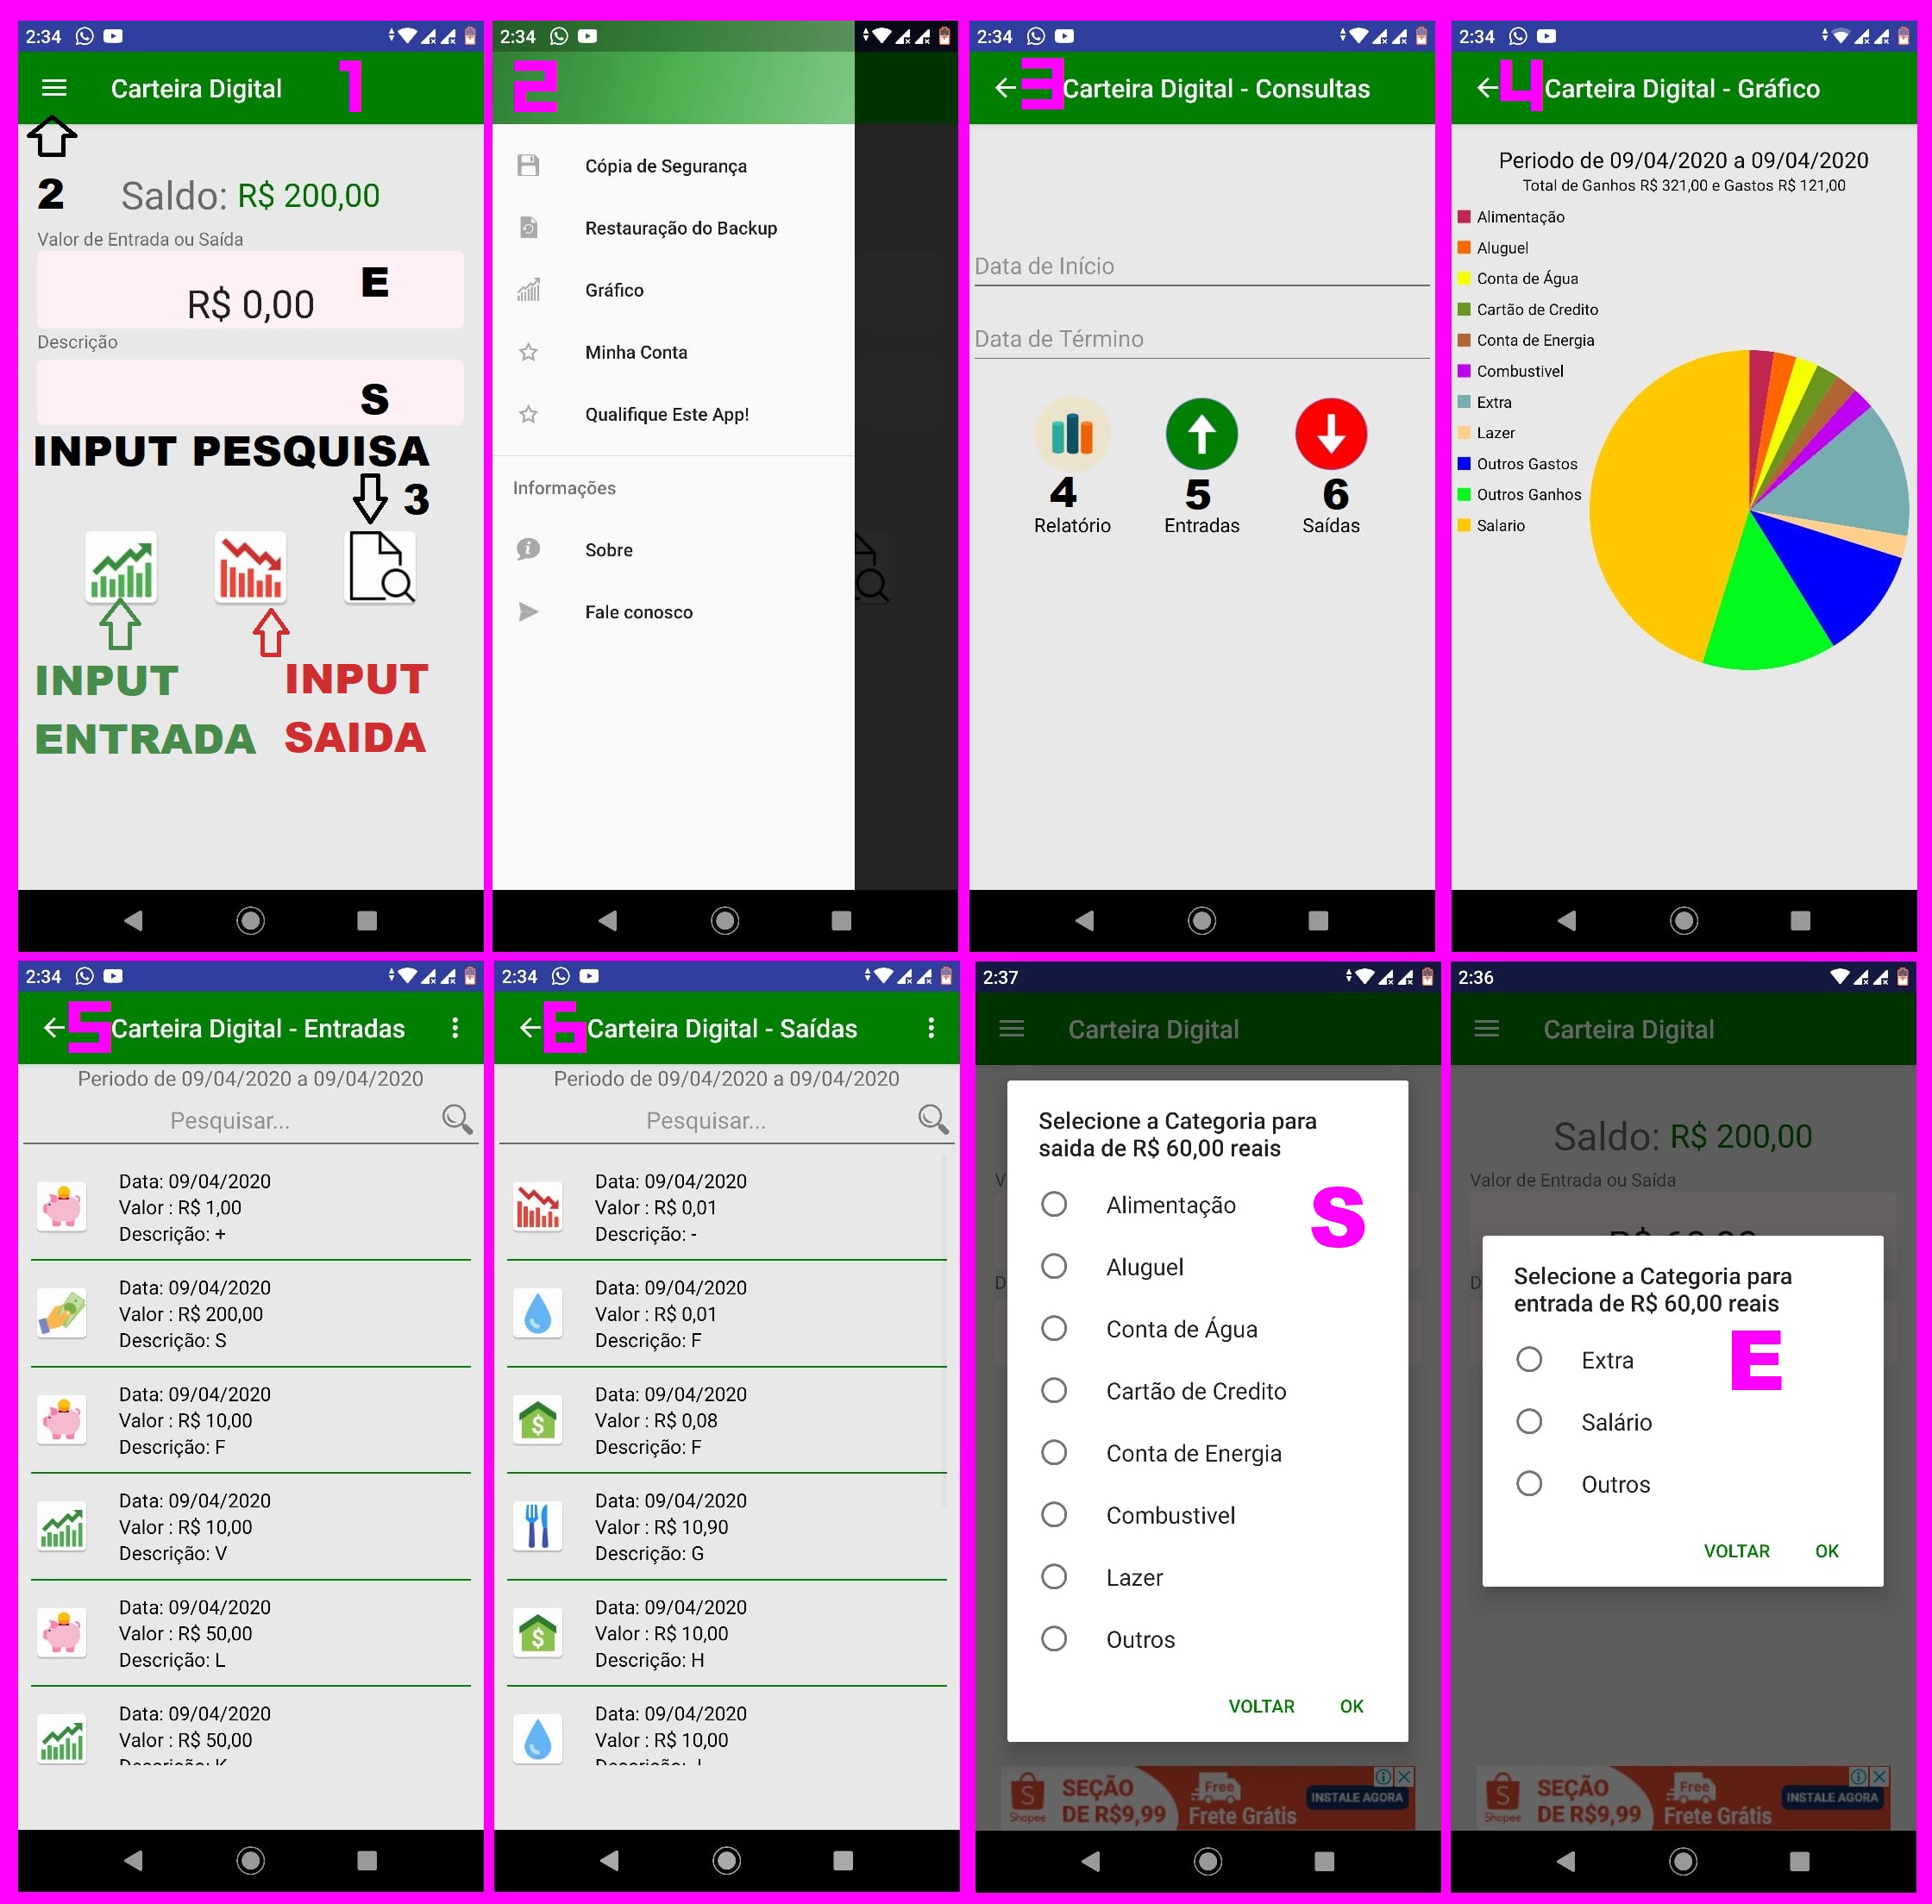 2:34
Carteira Digital
1
2
Saldo: R$ 200,00
Valor de Entrada ou Saída
E
R$ 0,00
Descrição
S
INPUT PESQUISA
3
INPUT
ENTRADA
INPUT
SAIDA
2:34
2
Cópia de Segurança
Restauração do Backup
Gráfico
Minha Conta
Qualifique Este App!
Informações
Sobre
Fale conosco
2:34
3
Carteira Digital - Consultas
Data de Início
Data de Término
4
5
6
Relatório
Entradas
Saídas
2:34
4
Carteira Digital - Gráfico
Periodo de 09/04/2020 a 09/04/2020
Total de Ganhos R$ 321,00 e Gastos R$ 121,00
Alimentação
Aluguel
Conta de Água
Cartão de Credito
Conta de Energia
Combustivel
Extra
Lazer
Outros Gastos
Outros Ganhos
Salario
2:34
5
Carteira Digital - Entradas
Periodo de 09/04/2020 a 09/04/2020
Pesquisar...
Data: 09/04/2020
Valor : R$ 1,00
Descrição: +
Data: 09/04/2020
Valor : R$ 200,00
Descrição: S
Data: 09/04/2020
Valor : R$ 10,00
Descrição: F
Data: 09/04/2020
Valor : R$ 10,00
Descrição: V
Data: 09/04/2020
Valor : R$ 50,00
Descrição: L
Data: 09/04/2020
Valor : R$ 50,00
2:34
6
Carteira Digital - Saídas
Periodo de 09/04/2020 a 09/04/2020
Pesquisar...
Data: 09/04/2020
Valor : R$ 0,01
Descrição: -
Data: 09/04/2020
Valor : R$ 0,01
Descrição: F
Data: 09/04/2020
Valor : R$ 0,08
Descrição: F
Data: 09/04/2020
Valor : R$ 10,90
Descrição: G
Data: 09/04/2020
Valor : R$ 10,00
Descrição: H
Data: 09/04/2020
Valor : R$ 10,00
2:37
Carteira Digital
V
D
Selecione a Categoria para
saida de R$ 60,00 reais
S
Alimentação
Aluguel
Conta de Água
Cartão de Credito
Conta de Energia
Combustivel
Lazer
Outros
VOLTAR OK
Shopee
SEÇÃO
DE R$9,99
Free
Frete Grátis
INSTALE AGORA
2:36
Carteira Digital
Saldo: R$ 200,00
Valor de Entrada ou Saída
D
Selecione a Categoria para
entrada de R$ 60,00 reais
E
Extra
Salário
Outros
VOLTAR OK
Shopee
SEÇÃO
DE R$9,99
Free
Frete Grátis
INSTALE AGORA